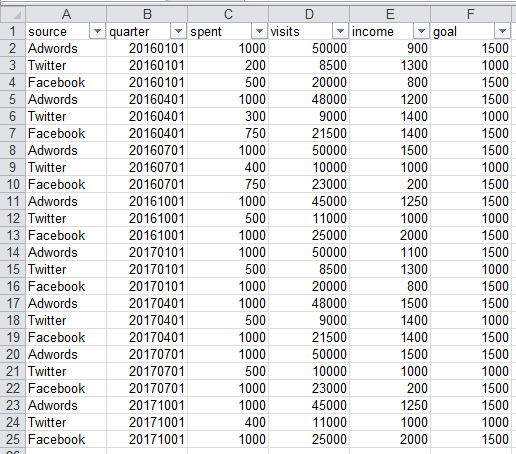 A B C D E F
1 source quarter spent visits income goal
2 Adwords 20160101 1000 50000 900 1500
3 Twitter 20160101 200 8500 1300 1000
4 Facebook 20160101 500 20000 800 1500
5 Adwords 20160401 1000 48000 1200 1500
6 Twitter 20160401 300 9000 1400 1000
7 Facebook 20160401 750 21500 1400 1500
8 Adwords 20160701 1000 50000 1500 1500
9 Twitter 20160701 400 10000 1000 1000
10 Facebook 20160701 750 23000 200 1500
11 Adwords 20161001 1000 45000 1250 1500
12 Twitter 20161001 500 11000 1000 1000
13 Facebook 20161001 1000 25000 2000 1500
14 Adwords 20170101 1000 50000 1100 1500
15 Twitter 20170101 500 8500 1300 1000
16 Facebook 20170101 1000 20000 800 1500
17 Adwords 20170401 1000 48000 1500 1500
18 Twitter 20170401 500 9000 1400 1000
19 Facebook 20170401 1000 21500 1400 1500
20 Adwords 20170701 1000 50000 1500 1500
21 Twitter 20170701 500 10000 1000 1000
22 Facebook 20170701 1000 23000 200 1500
23 Adwords 20171001 1000 45000 1250 1500
24 Twitter 20171001 400 11000 1000 1000
25 Facebook 20171001 1000 25000 2000 1500